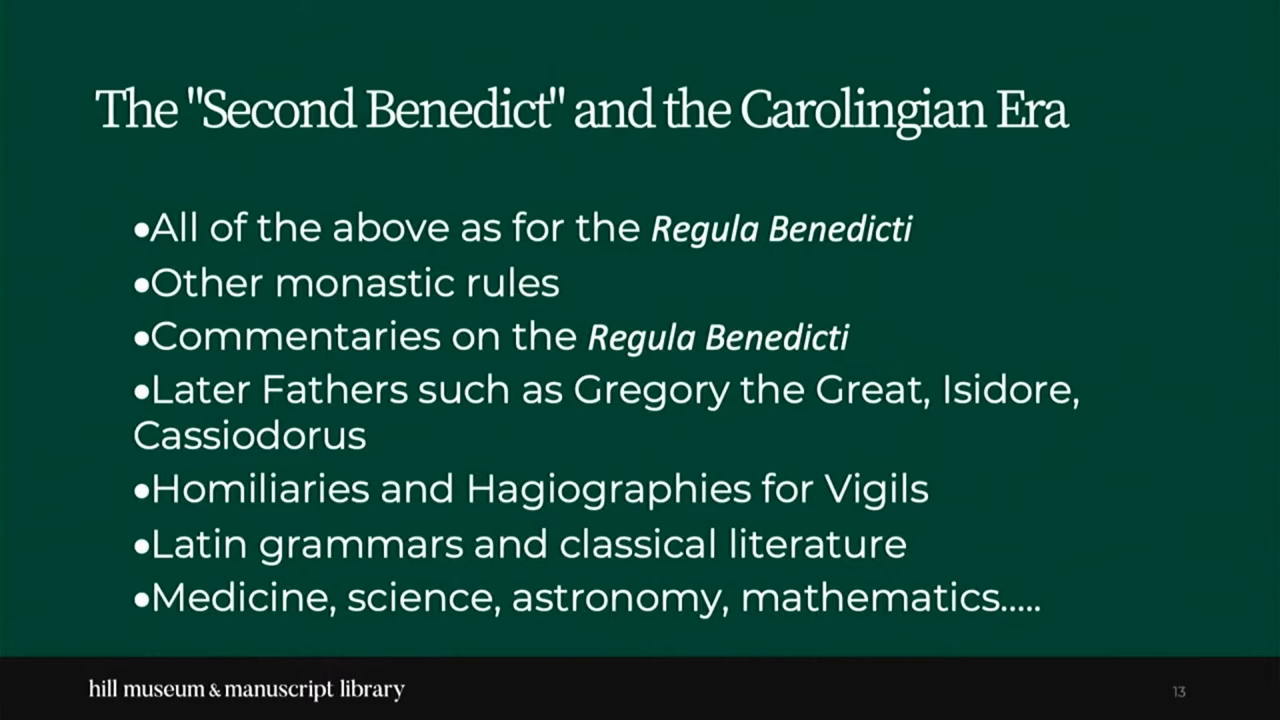 The "Second Benedict" and the Carolingian Era
•All of the above as for the Regula Benedicti
•Other monastic rules
•Commentaries on the Regula Benedicti
•Later Fathers such as Gregory the Great, Isidore,
Cassiodorus
•Homiliaries and Hagiographies for Vigils
•Latin grammars and classical literature
•Medicine, science, astronomy, mathematics.....
hill museum & manuscript library
13